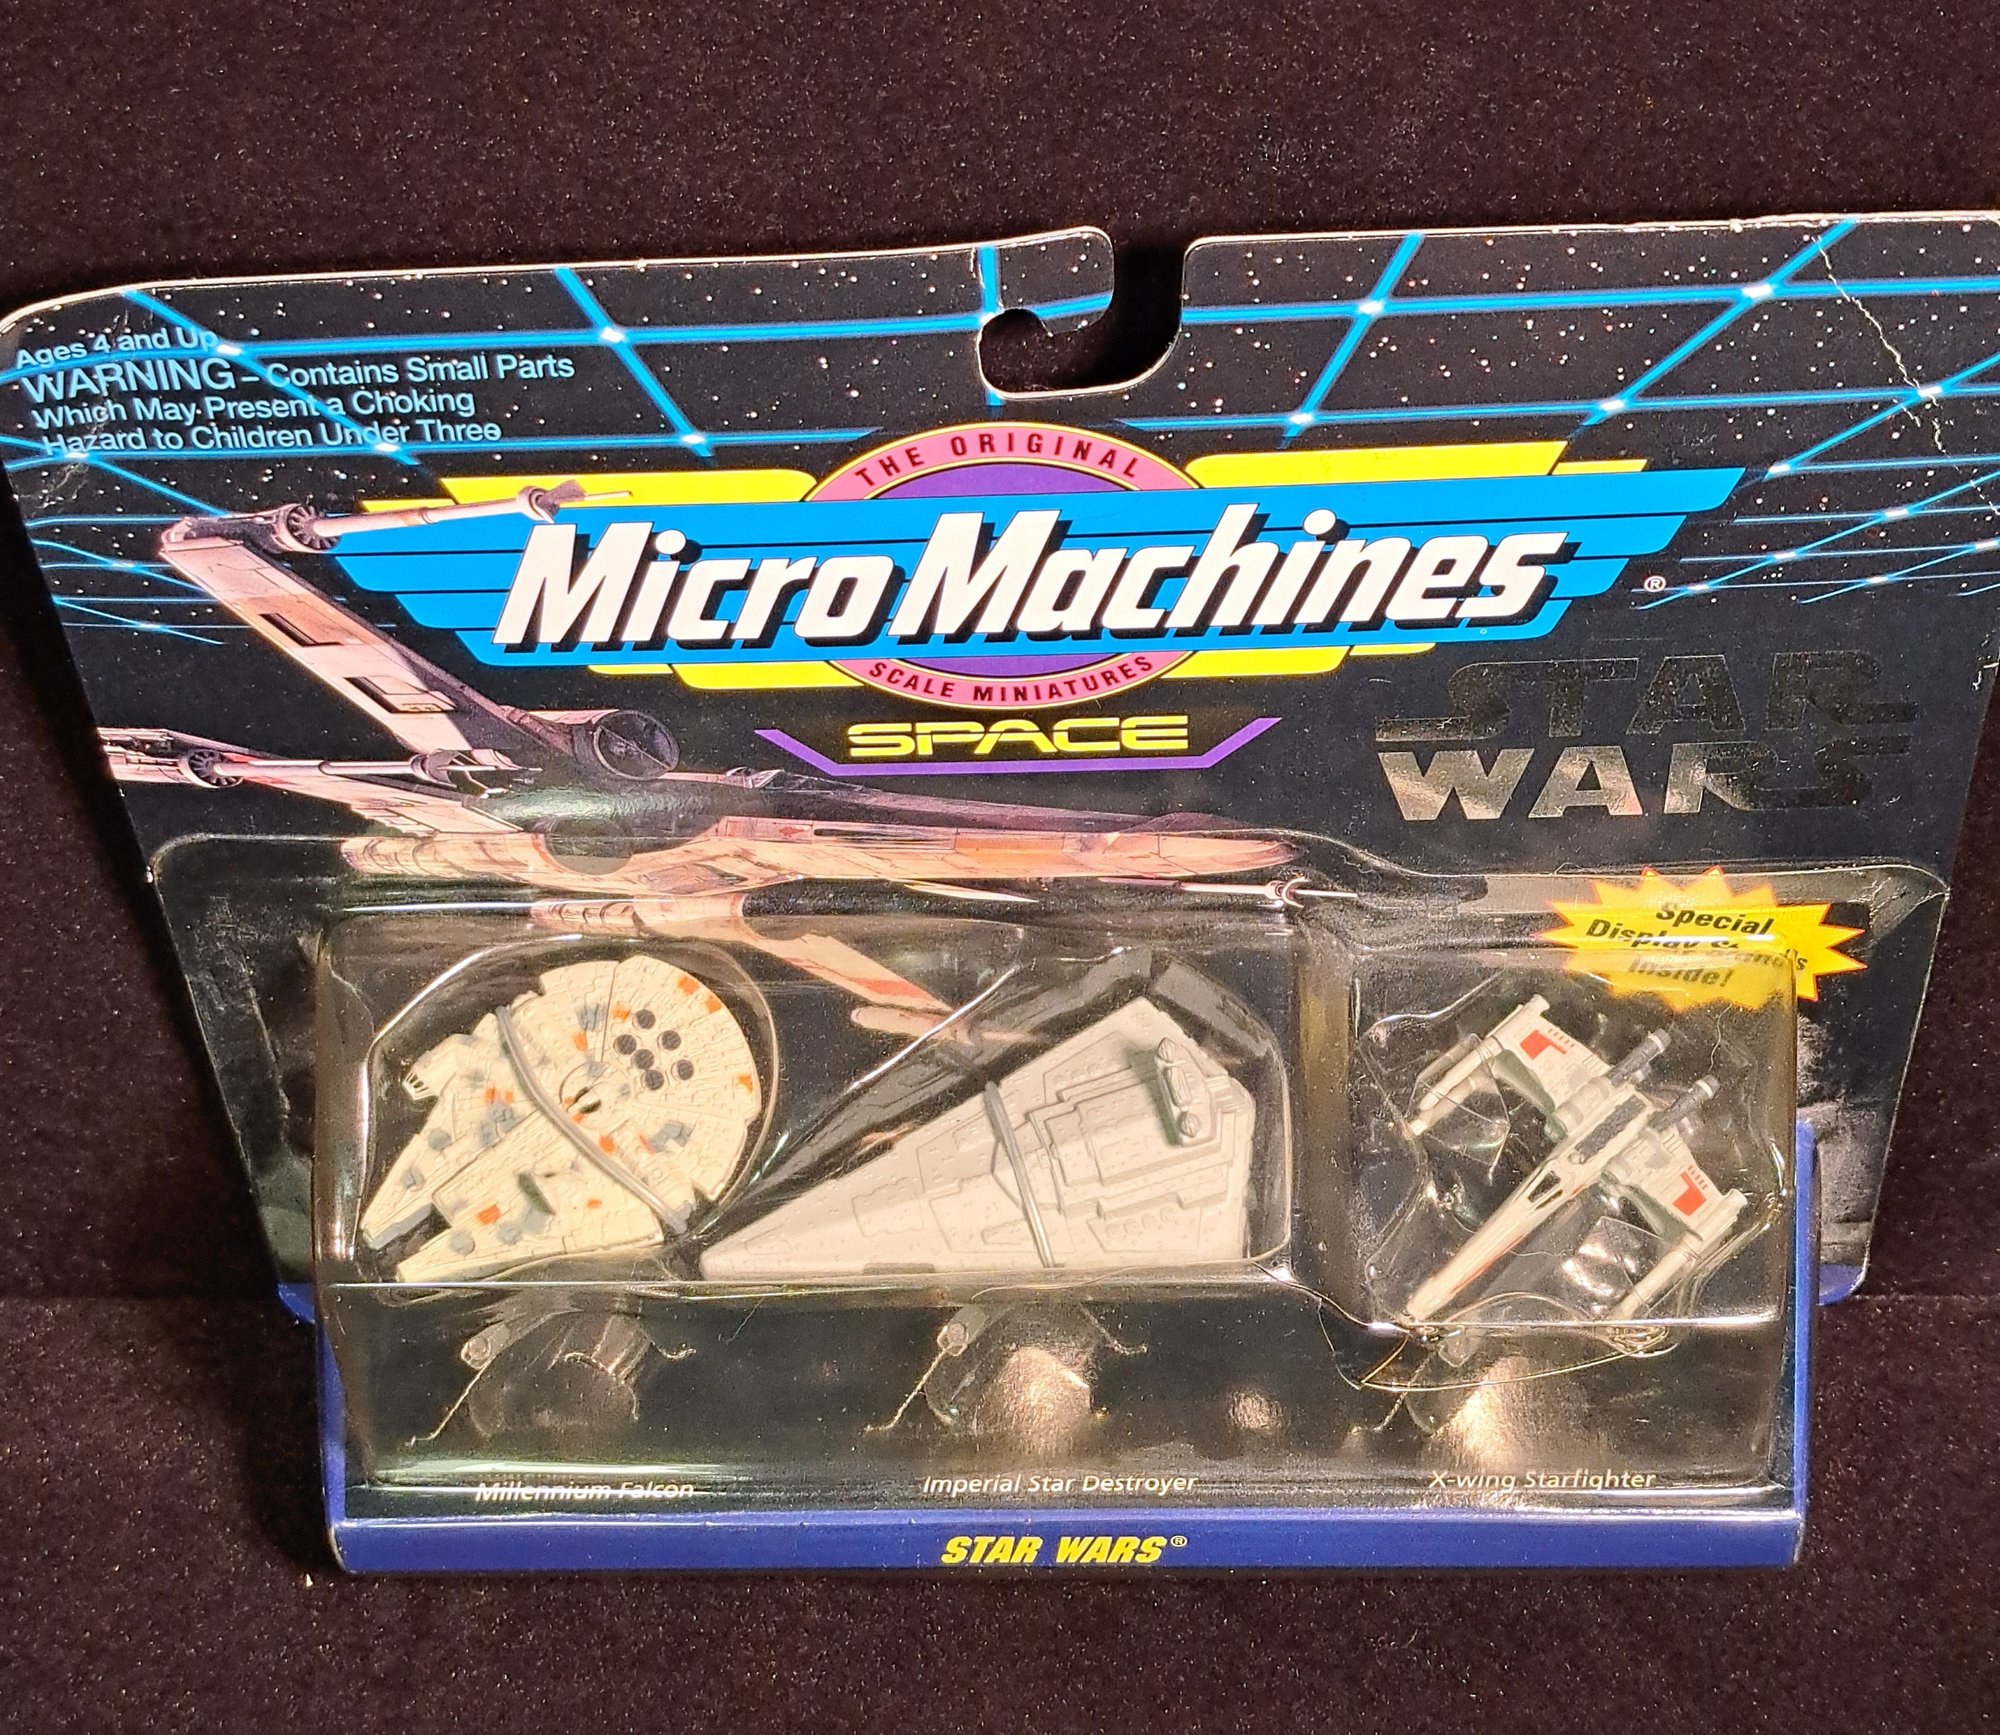 Ages 4 and Up
WARNING – Contains Small Parts
Which May Present a Choking
Hazard to Children Under Three
THE ORIGINAL
Micro Machines
®
SCALE MINIATURES
SPACE
STAR
WARS
Special
Display
Inside!
Millennium Falcon
Imperial Star Destroyer
X-wing Starfighter
STAR WARS®